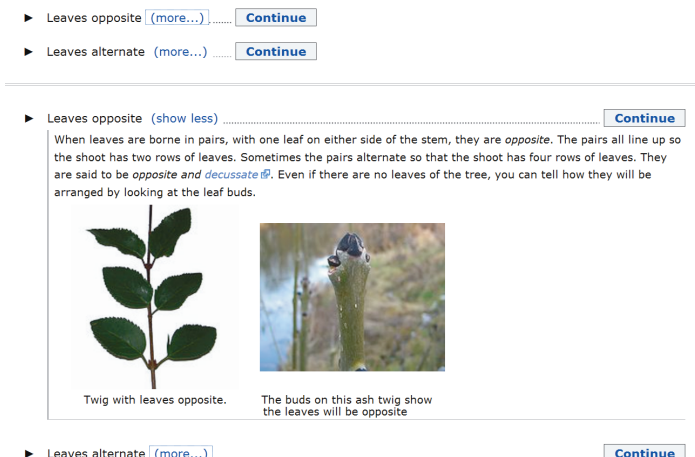 ► Leaves opposite (more...) ........ Continue
► Leaves alternate (more...) ...... Continue
► Leaves opposite (show less) ........ Continue
When leaves are borne in pairs, with one leaf on either side of the stem, they are opposite. The pairs all line up so
the shoot has two rows of leaves. Sometimes the pairs alternate so that the shoot has four rows of leaves. They
are said to be opposite and decussate. Even if there are no leaves of the tree, you can tell how they will be
arranged by looking at the leaf buds.
Twig with leaves opposite.
The buds on this ash twig show
the leaves will be opposite
► Leaves alternate (more...) Continue